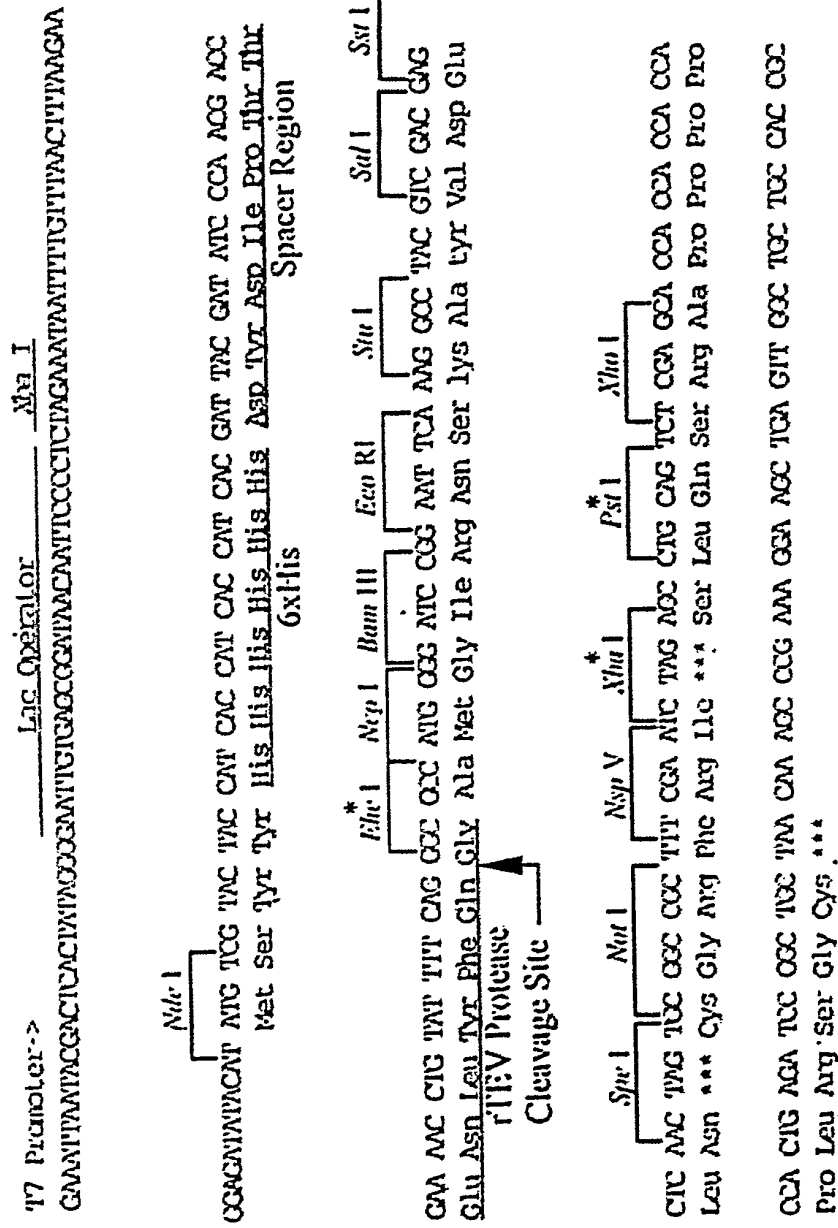 T7 Promoter-> Lac Operator Xba I
GAAATTAATACGACTCACTATAGGGGAATTGTGAGCGGATAACAATTCCCCTCTAGAAATAATTTTGTTTAACTTTAAGAA
Nde I
GGAGATATACAT ATG TCG TAC TAC CAT CAC CAT CAC CAT CAC GAT TAC GAT ATC CCA ACG ACC
Met Ser Tyr Tyr His His His His His His Asp Tyr Asp Ile Pro Thr Thr
6xHis Spacer Region
Ehe I* Ncp I Bam HI Eco RI Stu I Sal I Sst I
GAA AAC CTG TAT TTT CAG GGC GCC ATG GGG ATC CGG AAT TCA AAG GCC TAC GTC GAC GAG
Glu Asn Leu Tyr Phe Gln Gly Ala Met Gly Ile Arg Asn Ser Lys Ala tyr Val Asp Glu
rTEV Protease
Cleavage Site
Spe I Not I Nsp V Xba I* Pst I* Xho I
CTC AAC TAG TGC GGC CGC TTT CGA ATC TAG AGC CTG CAG TCT CGA GCA CCA CCA CCA CCA
Leu Asn *** Cys Gly Arg Phe Arg Ile *** Ser Leu Gln Ser Arg Ala Pro Pro Pro Pro
CCA CTG AGA TCC GGC TGC TAA CAA AGC CCG AAA GGA AGC TGA GTT GGC TGC TGC CAC CGC
Pro Leu Arg Ser Gly Cys ***